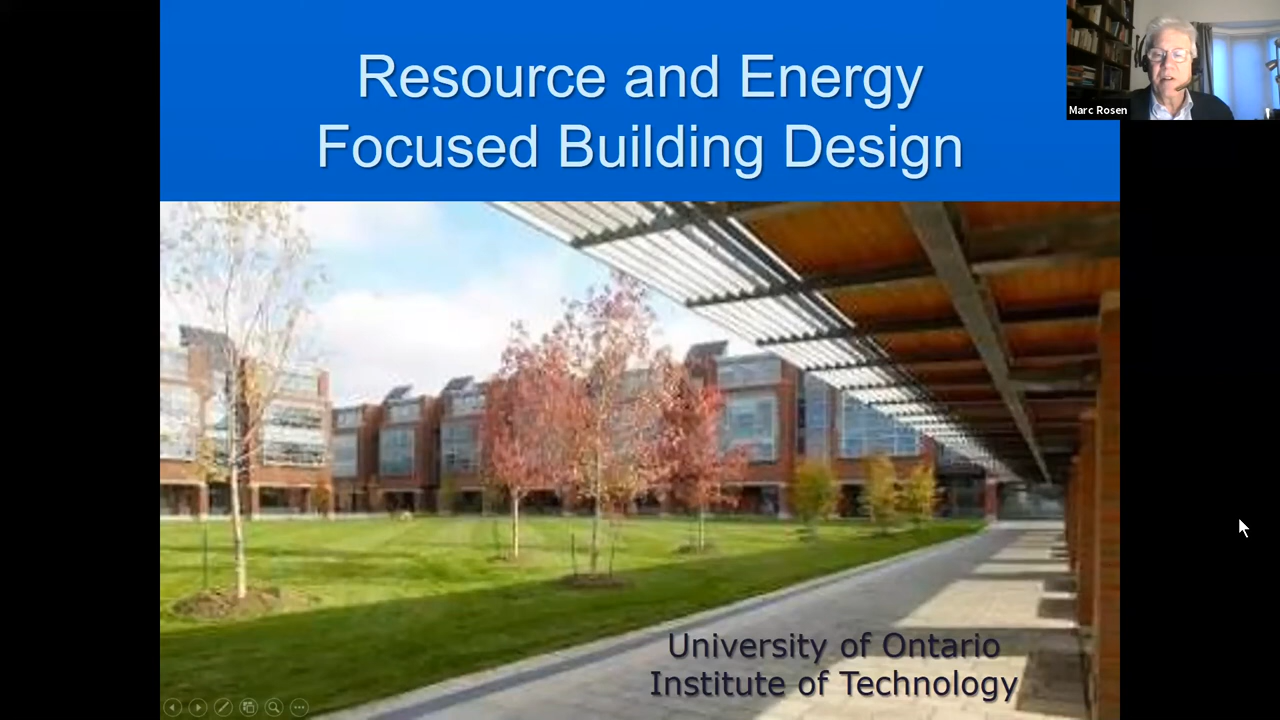 Resource and Energy
Focused Building Design
Marc Rosen
University of Ontario
Institute of Technology